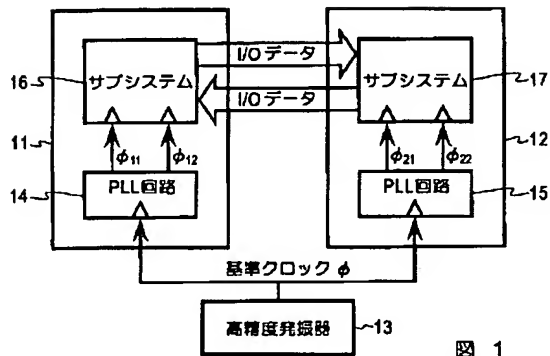 I/Oデータ
16
サブシステム
サブシステム
17
I/Oデータ
11
12
φ11
φ12
φ21
φ22
14
PLL回路
PLL回路
15
基準クロック φ
高精度発振器
13
図 1